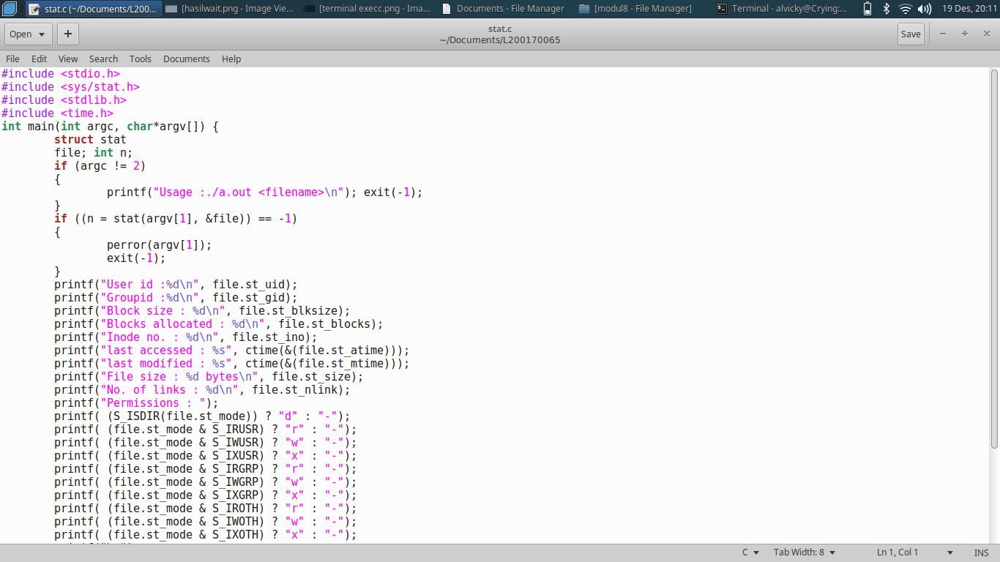 stat.c (~/Documents/L200... [hasilwait.png - Image Vie... [terminal execc.png - Ima... Documents - File Manager [modul8 - File Manager] Terminal - alvicky@Crying:... 19 Des, 20:11
Open + stat.c Save − + ×
~/Documents/L200170065
File Edit View Search Tools Documents Help
#include <stdio.h>
#include <sys/stat.h>
#include <stdlib.h>
#include <time.h>
int main(int argc, char*argv[]) {
struct stat
file; int n;
if (argc != 2)
{
printf("Usage :./a.out <filename>\n"); exit(-1);
}
if ((n = stat(argv[1], &file)) == -1)
{
perror(argv[1]);
exit(-1);
}
printf("User id :%d\n", file.st_uid);
printf("Groupid :%d\n", file.st_gid);
printf("Block size : %d\n", file.st_blksize);
printf("Blocks allocated : %d\n", file.st_blocks);
printf("Inode no. : %d\n", file.st_ino);
printf("last accessed : %s", ctime(&(file.st_atime)));
printf("last modified : %s", ctime(&(file.st_mtime)));
printf("File size : %d bytes\n", file.st_size);
printf("No. of links : %d\n", file.st_nlink);
printf("Permissions : ");
printf( (S_ISDIR(file.st_mode)) ? "d" : "-");
printf( (file.st_mode & S_IRUSR) ? "r" : "-");
printf( (file.st_mode & S_IWUSR) ? "w" : "-");
printf( (file.st_mode & S_IXUSR) ? "x" : "-");
printf( (file.st_mode & S_IRGRP) ? "r" : "-");
printf( (file.st_mode & S_IWGRP) ? "w" : "-");
printf( (file.st_mode & S_IXGRP) ? "x" : "-");
printf( (file.st_mode & S_IROTH) ? "r" : "-");
printf( (file.st_mode & S_IWOTH) ? "w" : "-");
printf( (file.st_mode & S_IXOTH) ? "x" : "-");
C Tab Width: 8 Ln 1, Col 1 INS